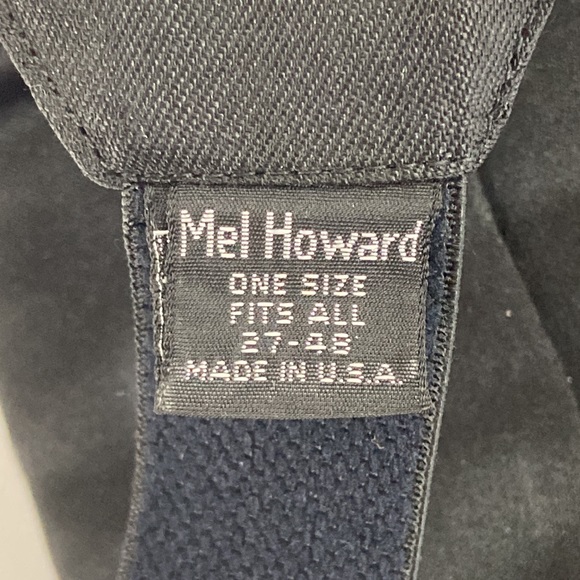 Mel Howard
ONE SIZE
FITS ALL
27-48
MADE IN U.S.A.